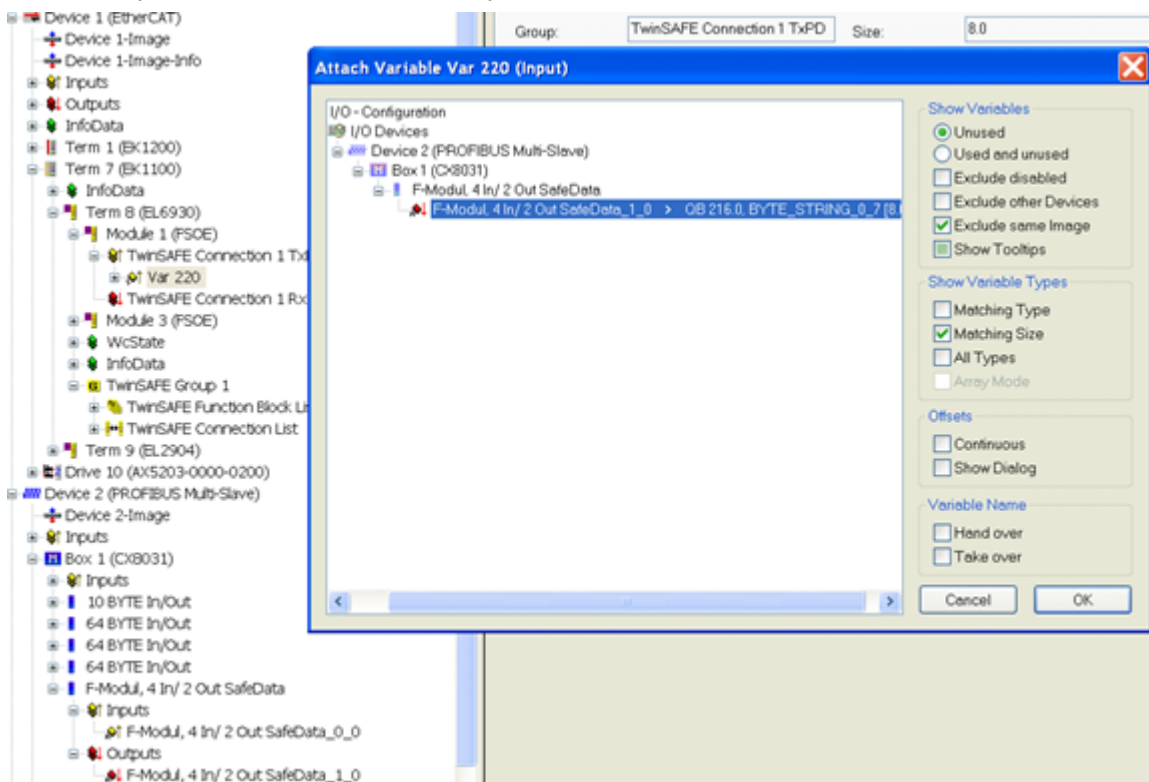 Device 1 (EtherCAT)
Device 1-Image
Device 1-Image-Info
Inputs
Outputs
InfoData
Term 1 (EK1200)
Term 7 (EK1100)
InfoData
Term 8 (EL6930)
Module 1 (FSOE)
TwinSAFE Connection 1 Txl
Var 220
TwinSAFE Connection 1 Rx
Module 3 (FSOE)
WcState
InfoData
TwinSAFE Group 1
TwinSAFE Function Block Li
TwinSAFE Connection List
Term 9 (EL2904)
Drive 10 (AX5203-0000-0200)
Device 2 (PROFIBUS Multi-Slave)
Device 2-Image
Inputs
Box 1 (CX8031)
Inputs
10 BYTE In/Out
64 BYTE In/Out
64 BYTE In/Out
64 BYTE In/Out
F-Modul, 4 In/ 2 Out SafeData
Inputs
F-Modul, 4 In/ 2 Out SafeData_0_0
Outputs
F-Modul, 4 In/ 2 Out SafeData_1_0
Group: TwinSAFE Connection 1 TxPD Size: 8.0
Attach Variable Var 220 (Input)
I/O - Configuration
I/O Devices
Device 2 (PROFIBUS Multi-Slave)
Box 1 (CX8031)
F-Modul, 4 In/ 2 Out SafeData
F-Modul, 4 In/ 2 Out SafeData_1_0 > QB 216.0, BYTE_STRING_0_7 [8.
Show Variables
Unused
Used and unused
Exclude disabled
Exclude other Devices
Exclude same Image
Show Tooltips
Show Variable Types
Matching Type
Matching Size
All Types
Array Mode
Offsets
Continuous
Show Dialog
Variable Name
Hand over
Take over
Cancel OK